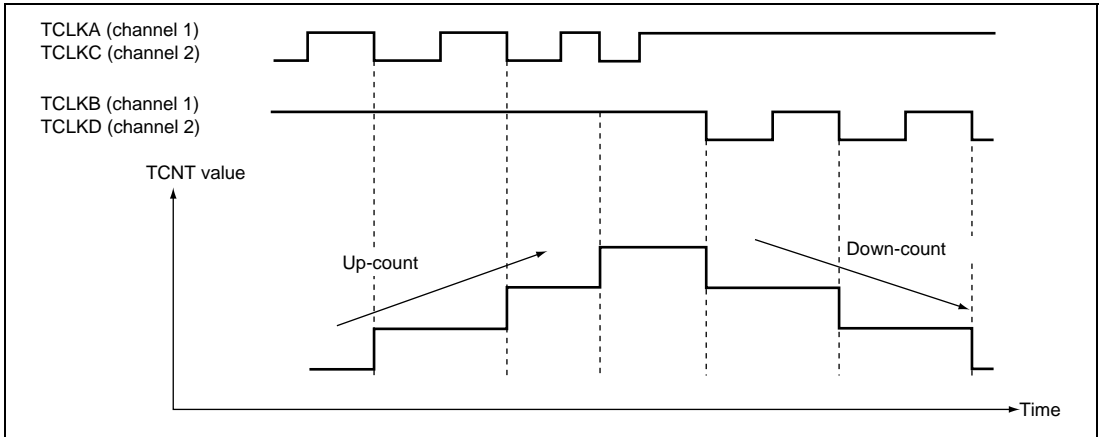 TCLKA (channel 1)
TCLKC (channel 2)
TCLKB (channel 1)
TCLKD (channel 2)
TCNT value
Up-count
Down-count
Time